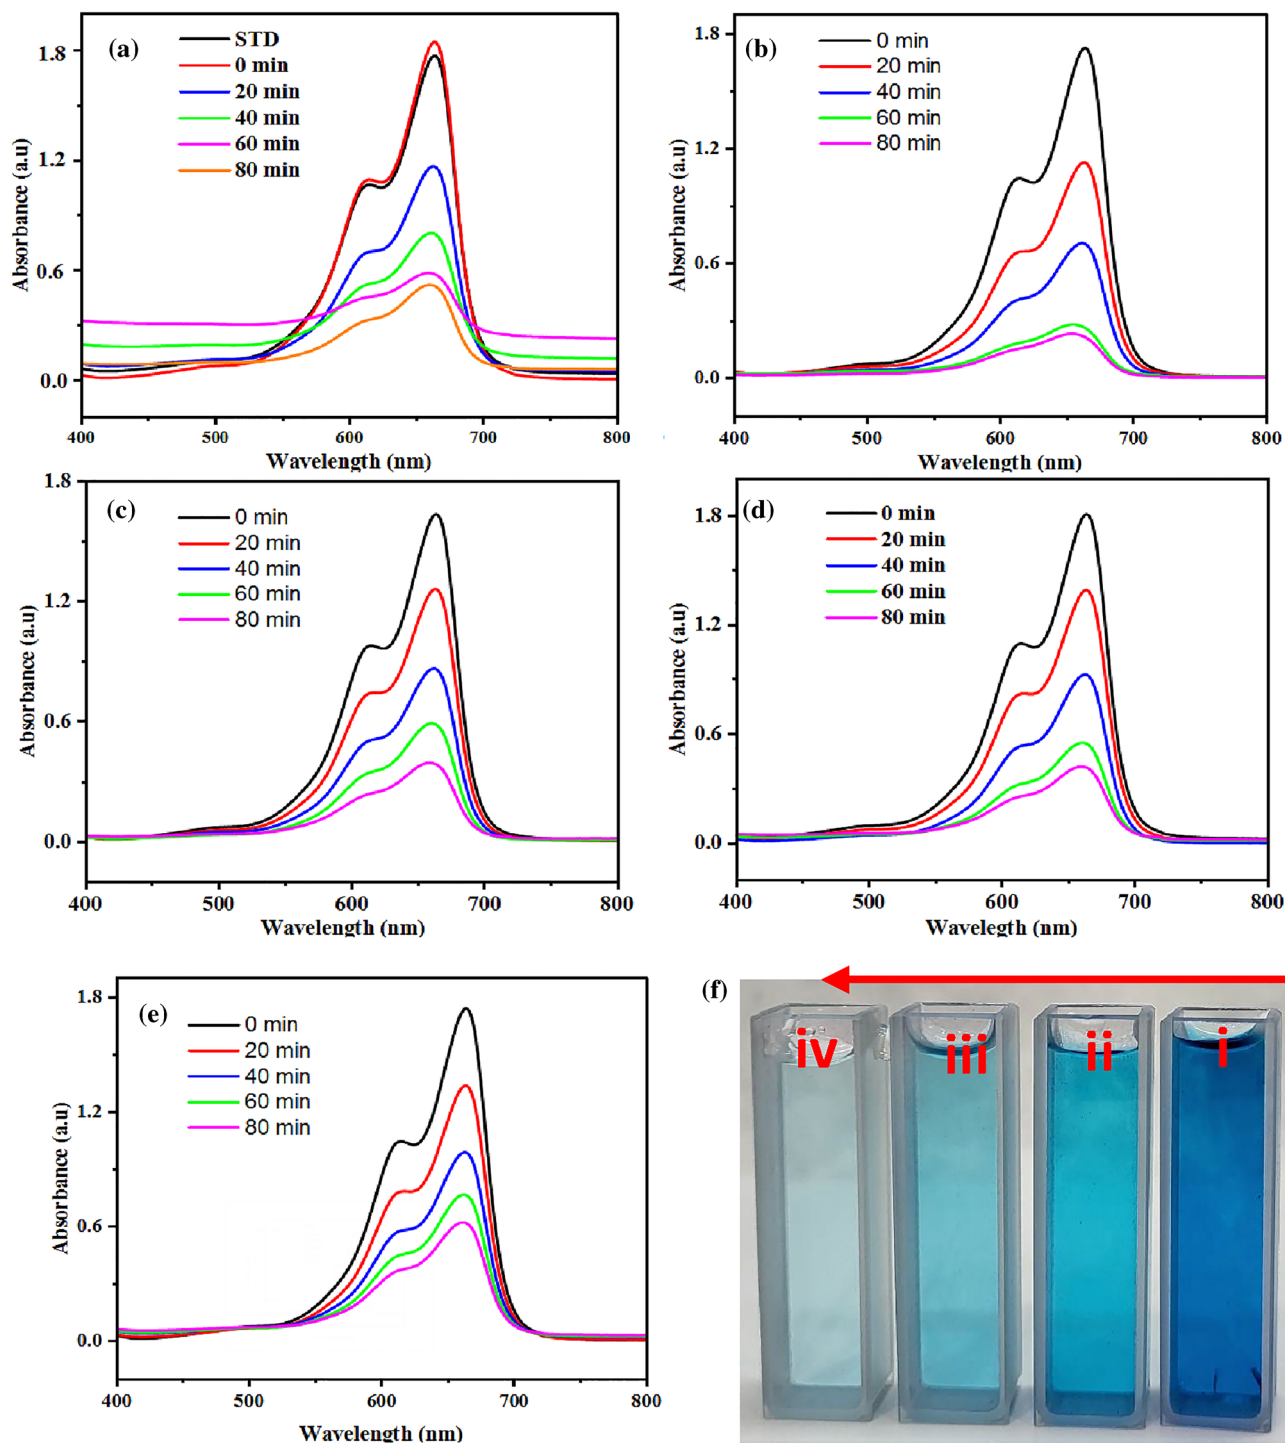 (a)
STD
0 min
20 min
40 min
60 min
80 min
1.8
1.2
0.6
0.0
Absorbance (a.u)
400
500
600
700
800
Wavelength (nm)
(b)
0 min
20 min
40 min
60 min
80 min
1.8
1.2
0.6
0.0
Absorbance (a.u)
400
500
600
700
800
Wavelength (nm)
(c)
0 min
20 min
40 min
60 min
80 min
1.8
1.2
0.6
0.0
Absorbance (a.u)
400
500
600
700
800
Wavelength (nm)
(d)
0 min
20 min
40 min
60 min
80 min
1.8
1.2
0.6
0.0
Absorbance (a.u)
400
500
600
700
800
Wavelength (nm)
(e)
0 min
20 min
40 min
60 min
80 min
1.8
1.2
0.6
0.0
Absorbance (a.u)
400
500
600
700
800
Wavelength (nm)
(f)
iv
iii
ii
i